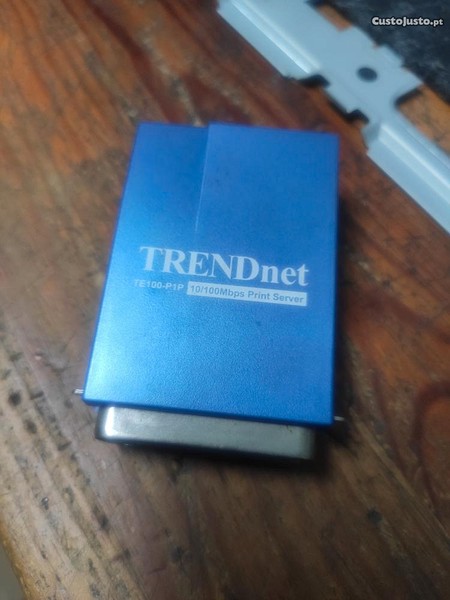 CustoJusto.pt
TRENDnet
TE100-P1P 10/100Mbps Print Server